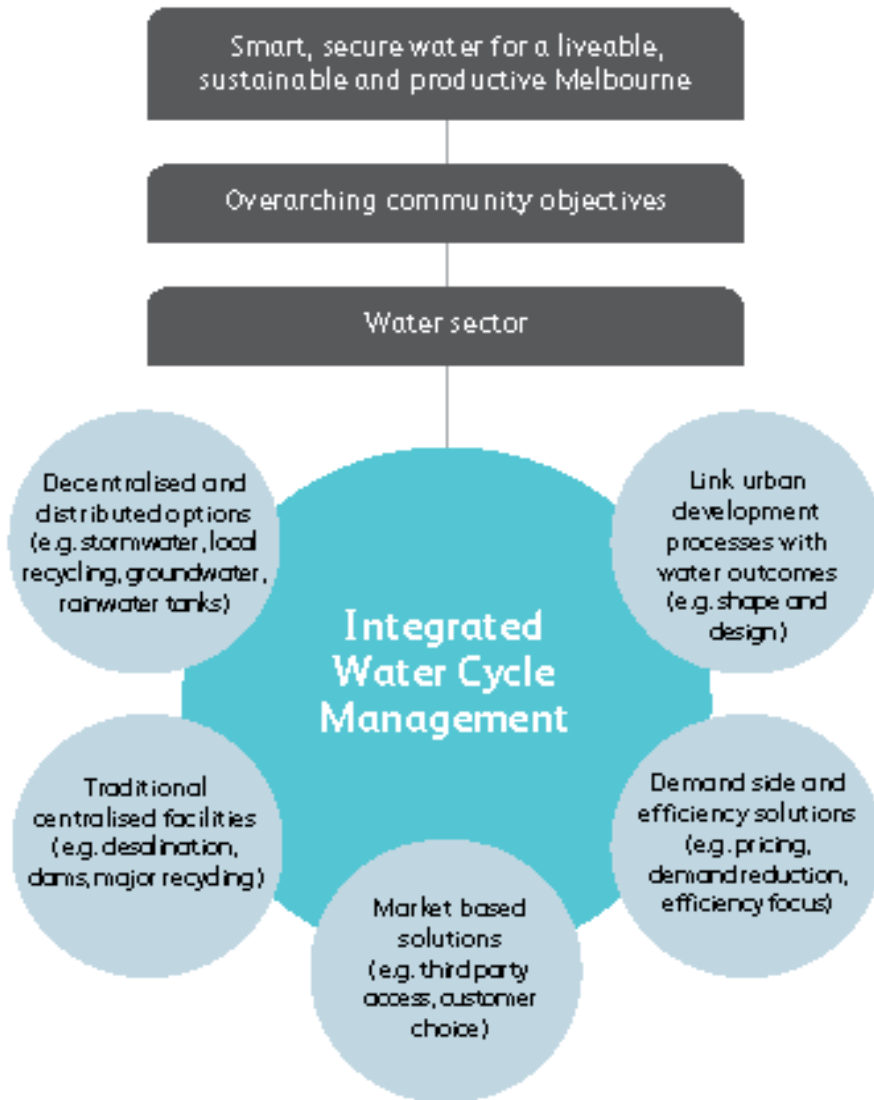 Smart, secure water for a liveable,
sustainable and productive Melbourne
Overarching community objectives
Water sector
Decentralised and
distributed options
(e.g. stormwater, local
recycling, groundwater,
rainwater tanks)
Link urban
development
processes with
water outcomes
(e.g. shape and
design)
Integrated
Water Cycle
Management
Traditional
centralised facilities
(e.g. desalination,
dams, major recycling)
Demand side and
efficiency solutions
(e.g. pricing,
demand reduction,
efficiency focus)
Market based
solutions
(e.g. third party
access, customer
choice)